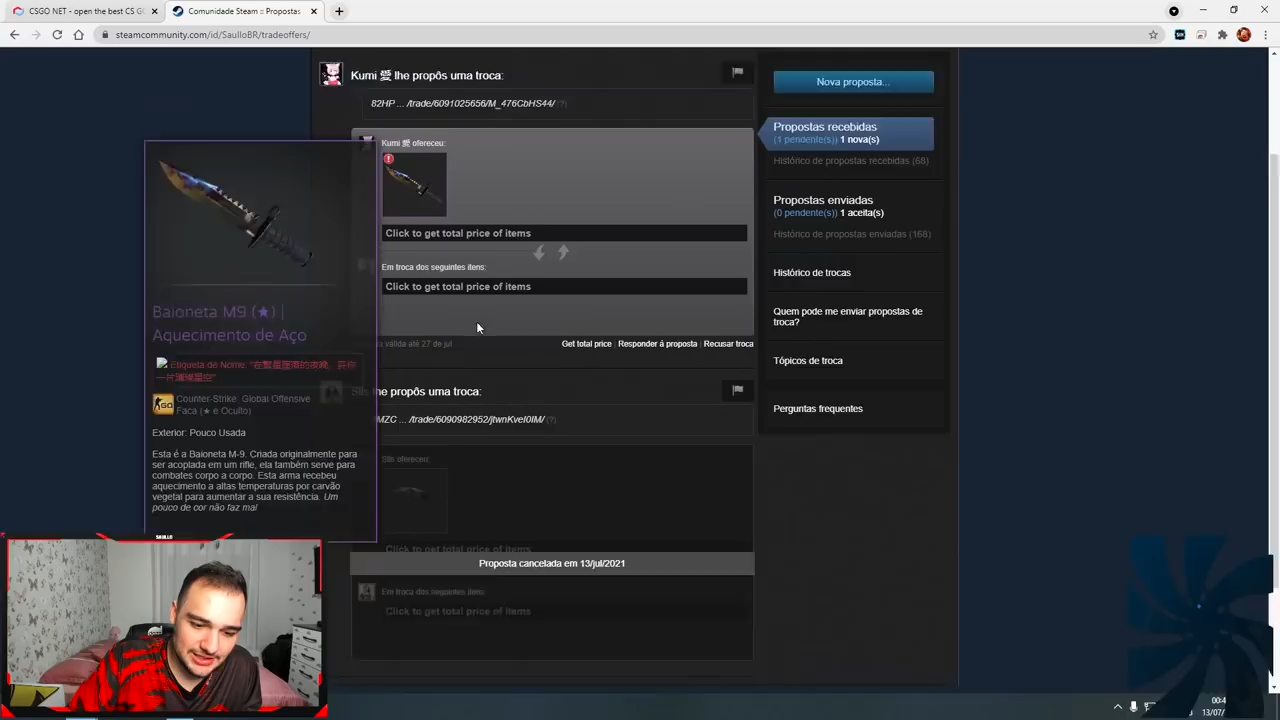 CSGO NET - open the best CS G
Comunidade Steam :: Propostas
steamcommunity.com/id/SaulloBR/tradeoffers/
Kumi 愛 lhe propôs uma troca:
82HP ... /trade/6091025656/M_476CbHS44/ (?)
Kumi 愛 ofereceu:
Click to get total price of items
Em troca dos seguintes itens:
Click to get total price of items
válida até 27 de jul
Get total price | Responder à proposta | Recusar troca
lhe propôs uma troca:
MZC ... /trade/6090982952/jtwnKveI0IM/ (?)
ofereceu:
Click to get total price of items
Proposta cancelada em 13/jul/2021
Em troca dos seguintes itens:
Click to get total price of items
Baioneta M9 (★) |
Aquecimento de Aço
Etiqueta de Nome:
Counter-Strike: Global Offensive
Faca (★ e Oculto)
Exterior: Pouco Usada
Esta é a Baioneta M-9. Criada originalmente para
ser acoplada em um rifle, ela também serve para
combates corpo a corpo. Esta arma recebeu
aquecimento a altas temperaturas por carvão
vegetal para aumentar a sua resistência. Um
pouco de cor não faz mal
Nova proposta...
Propostas recebidas
(1 pendente(s)) 1 nova(s)
Histórico de propostas recebidas (68)
Propostas enviadas
(0 pendente(s)) 1 aceita(s)
Histórico de propostas enviadas (168)
Histórico de trocas
Quem pode me enviar propostas de
troca?
Tópicos de troca
Perguntas frequentes
SAULLO
00:4
13/07/